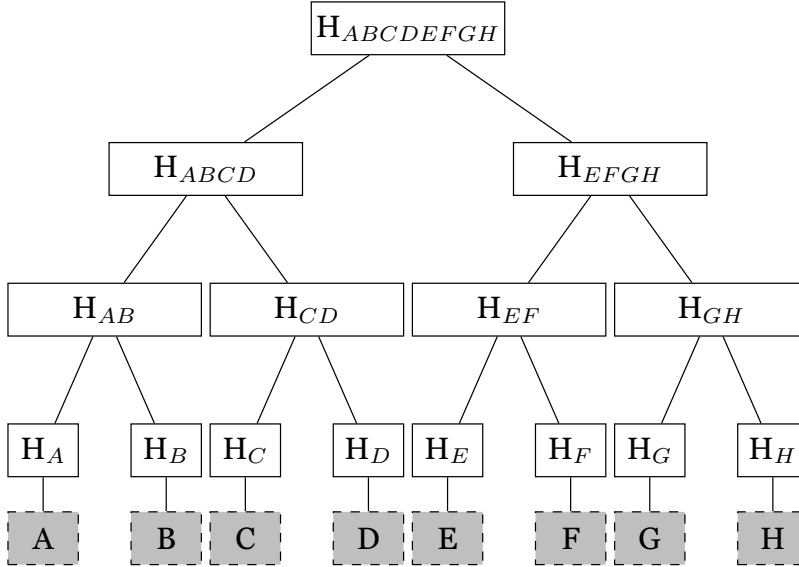 H_{ABCDEFGH}
H_{ABCD} H_{EFGH}
H_{AB} H_{CD} H_{EF} H_{GH}
H_A H_B H_C H_D H_E H_F H_G H_H
A B C D E F G H